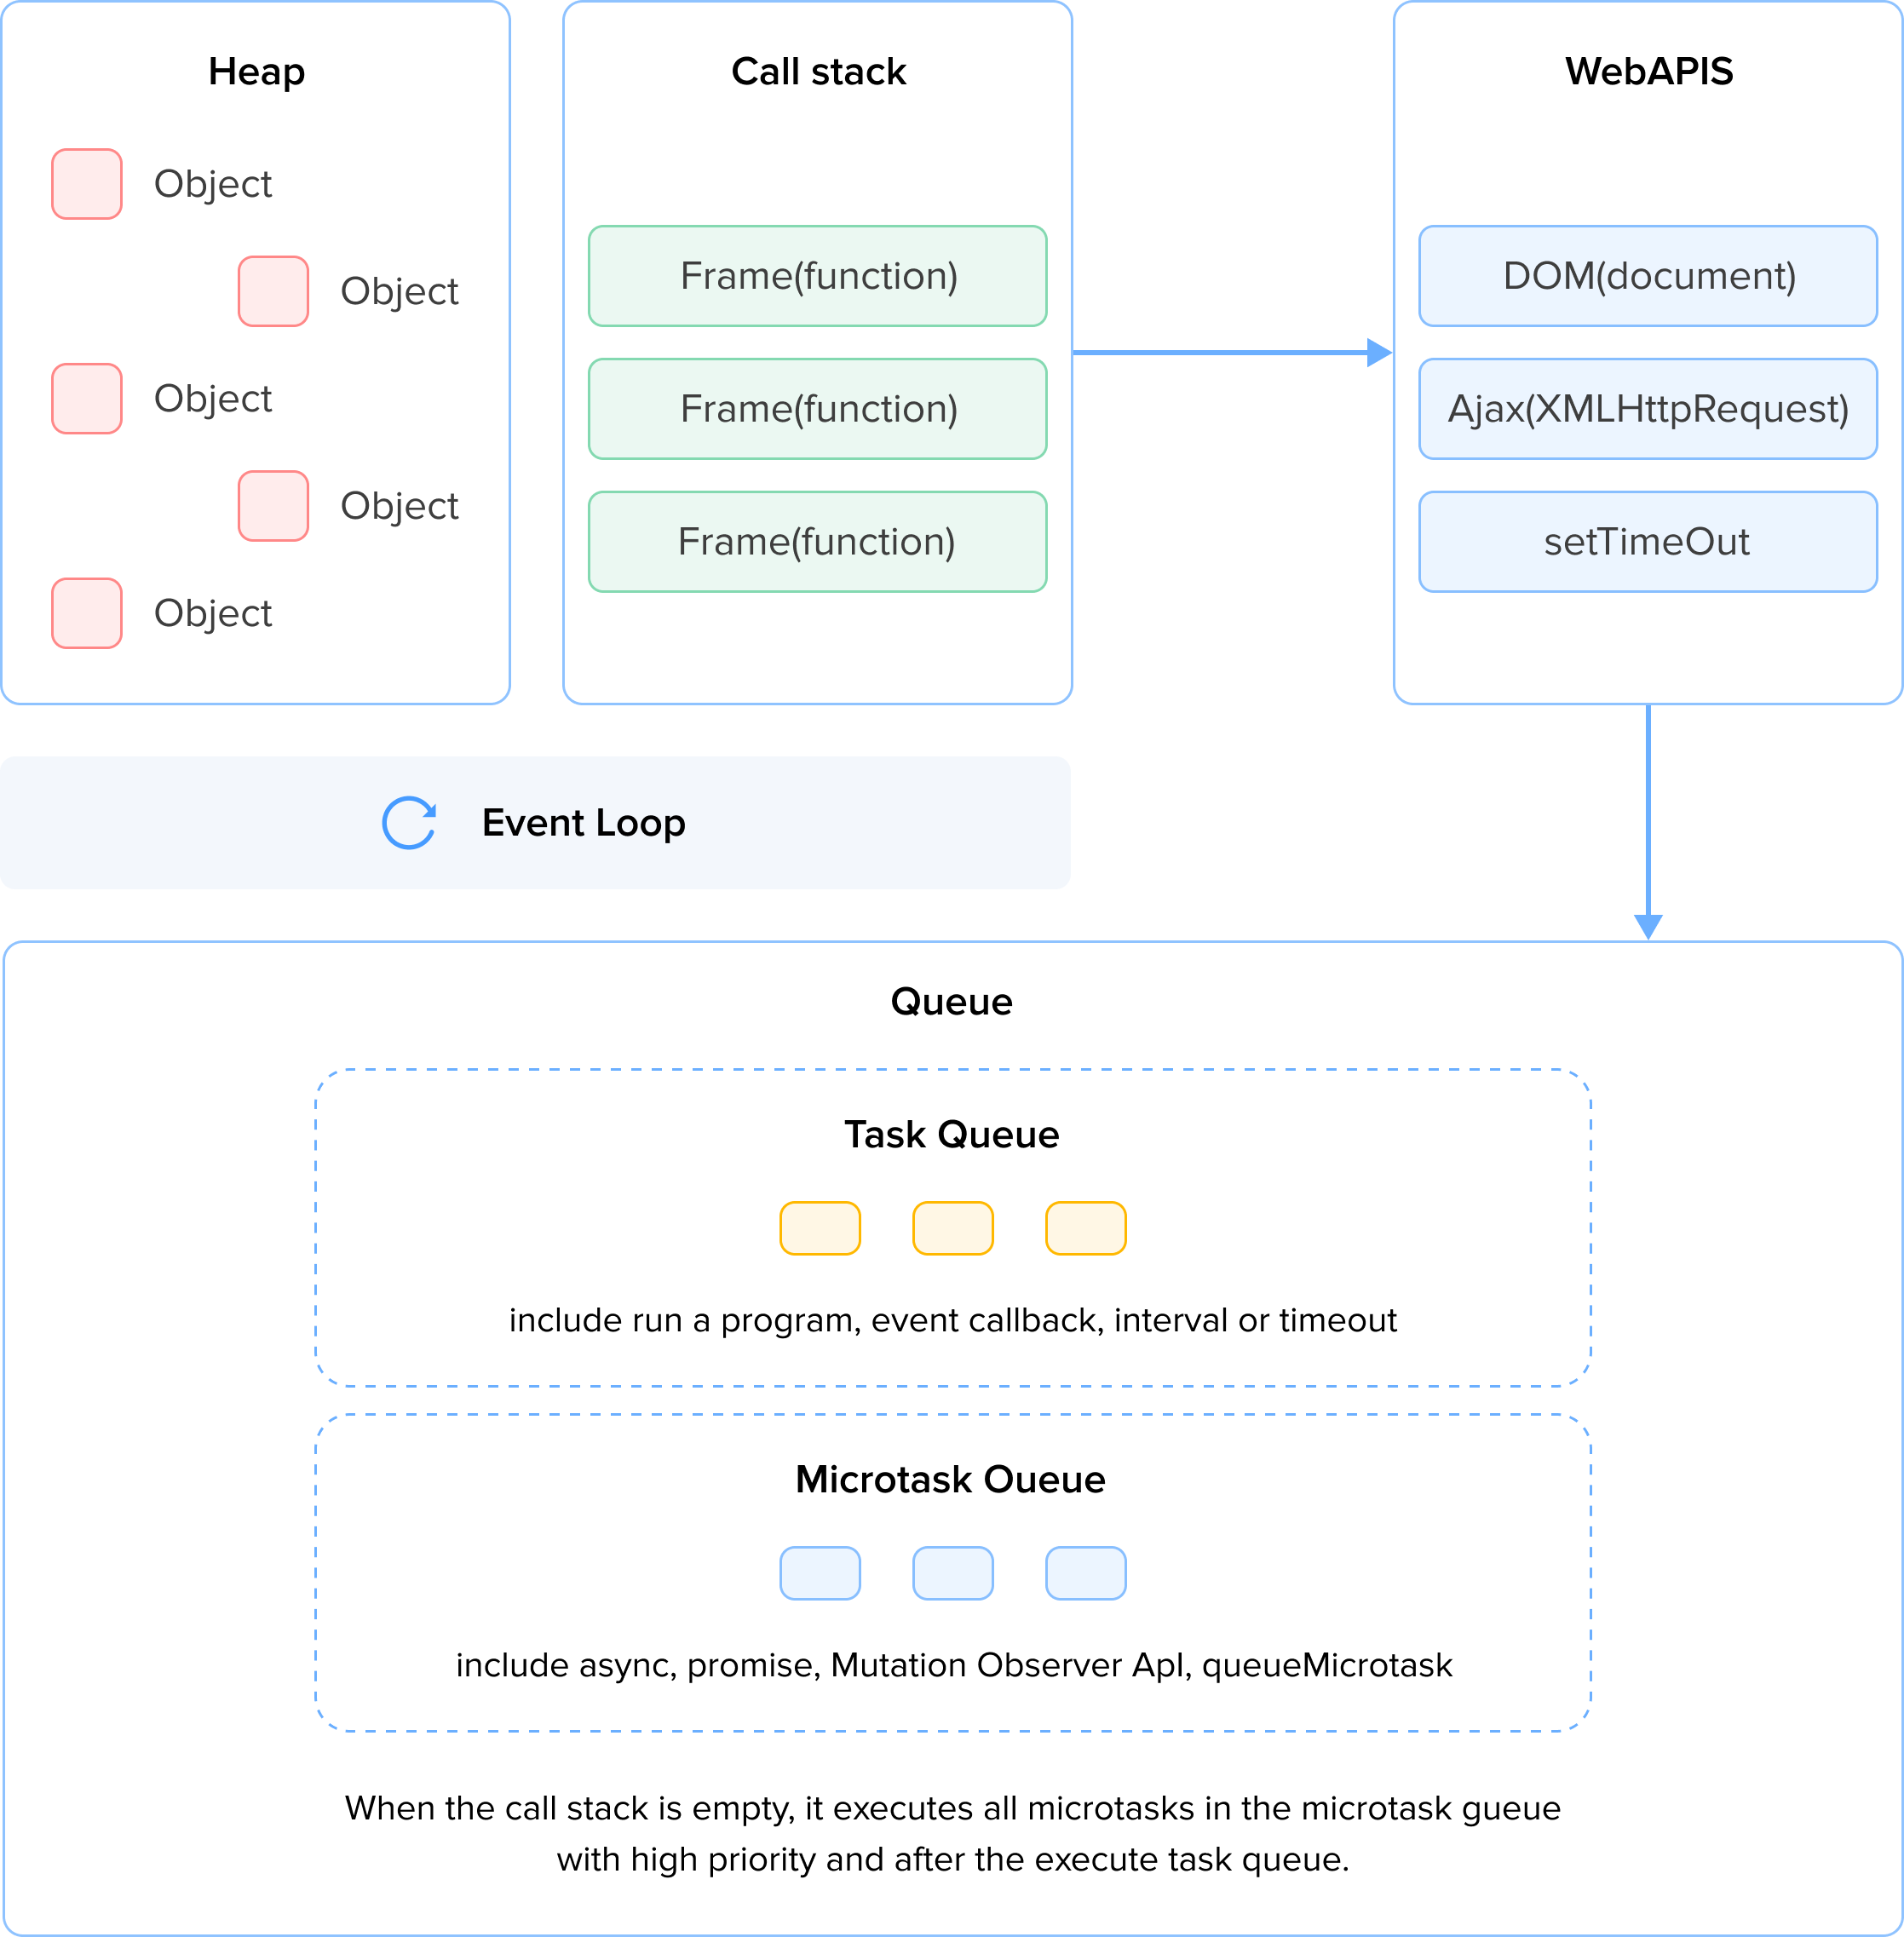 Heap
Object
Object
Object
Object
Object
Call stack
Frame(function)
Frame(function)
Frame(function)
WebAPIS
DOM(document)
Ajax(XMLHttpRequest)
setTimeOut
Event Loop
Queue
Task Queue
include run a program, event callback, interval or timeout
Microtask Oueue
include async, promise, Mutation Observer ApI, queueMicrotask
When the call stack is empty, it executes all microtasks in the microtask gueue
with high priority and after the execute task queue.